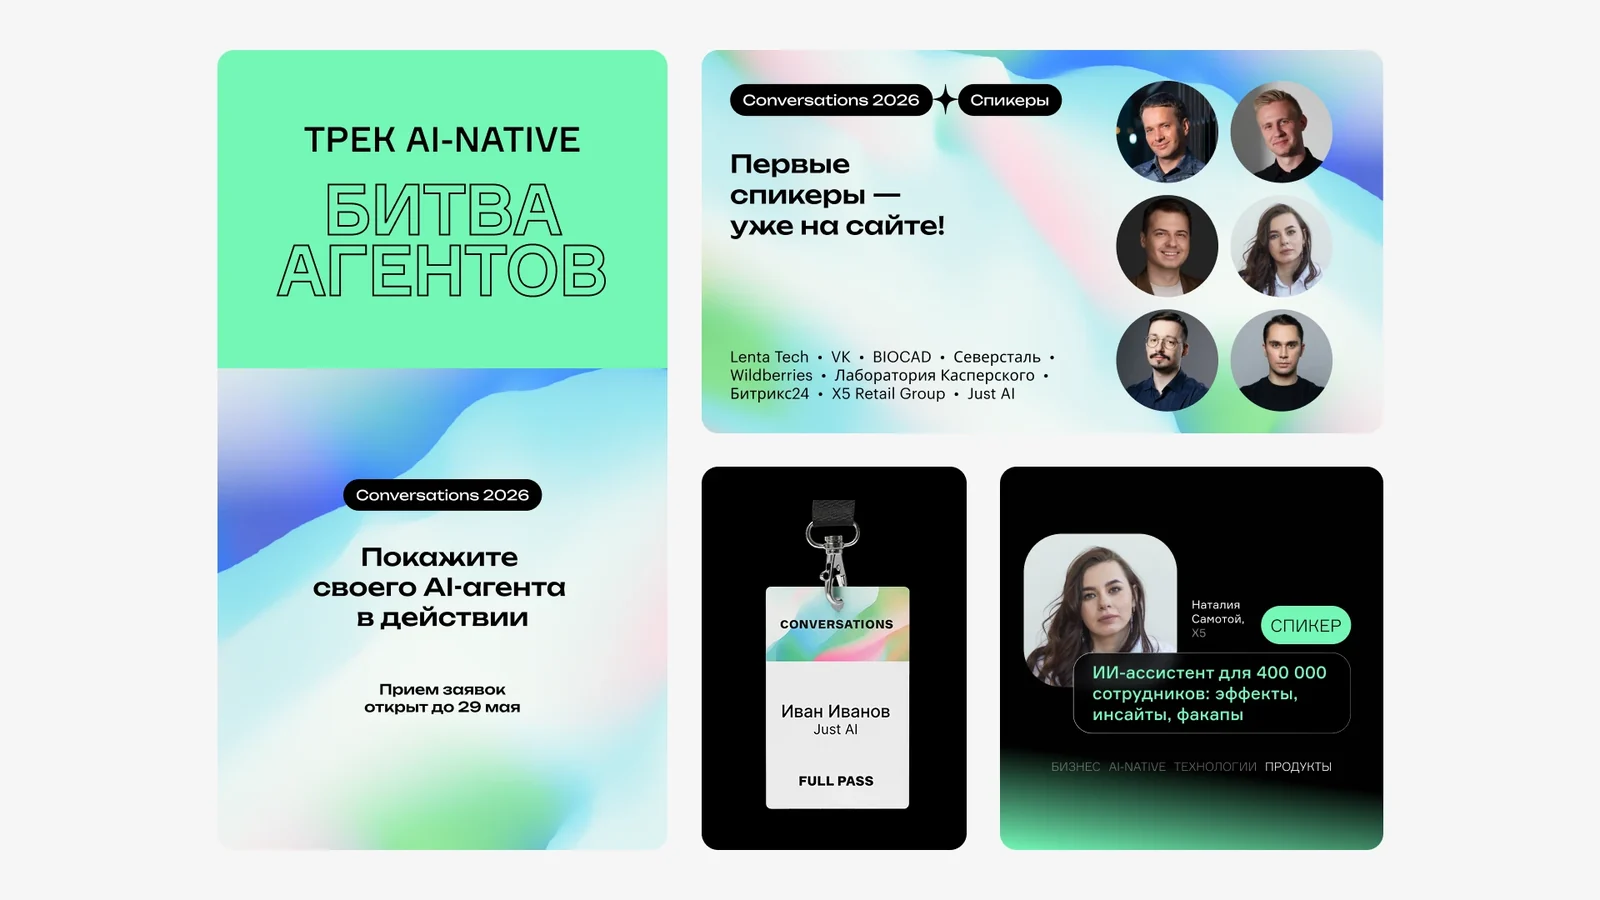 ТРЕК AI-NATIVE
БИТВА
АГЕНТОВ
Conversations 2026
Покажите
своего AI-агента
в действии
Прием заявок
открыт до 29 мая
Conversations 2026 Спикеры
Первые
спикеры —
уже на сайте!
Lenta Tech • VK • BIOCAD • Северсталь •
Wildberries • Лаборатория Касперского •
Битрикс24 • X5 Retail Group • Just AI
CONVERSATIONS
Иван Иванов
Just AI
FULL PASS
Наталия
Самотой,
X5
СПИКЕР
ИИ-ассистент для 400 000
сотрудников: эффекты,
инсайты, факапы
БИЗНЕС AI-NATIVE ТЕХНОЛОГИИ ПРОДУКТЫ